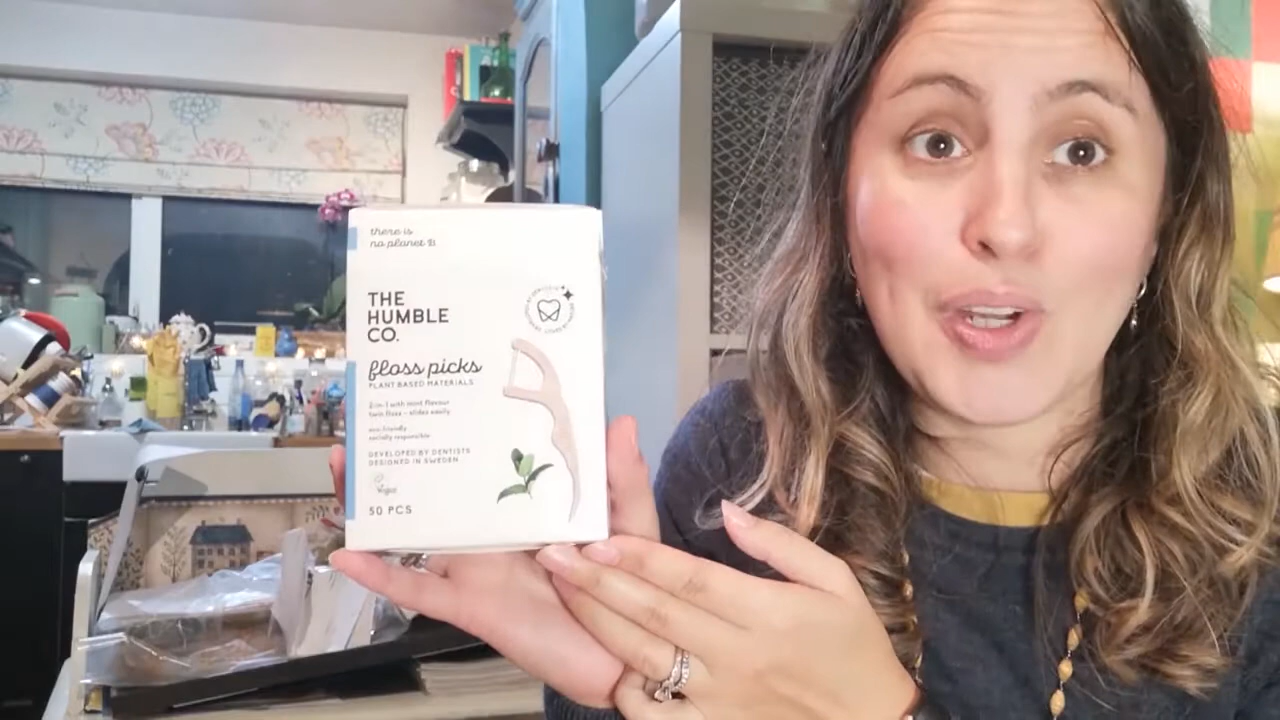 there is
no planet B
THE
HUMBLE
CO.
floss picks
PLANT BASED MATERIALS
2-in-1 with mint flavour
twin floss – slides easily
eco-friendly
socially responsible
DEVELOPED BY DENTISTS
DESIGNED IN SWEDEN
Vegan
50 PCS